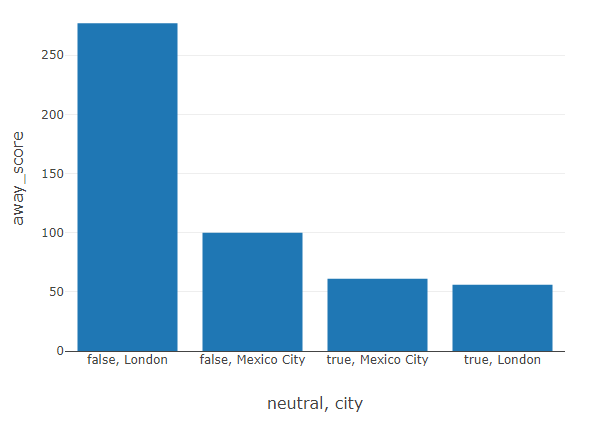 250
200
150
100
50
0
away_score
false, London
false, Mexico City
true, Mexico City
true, London
neutral, city